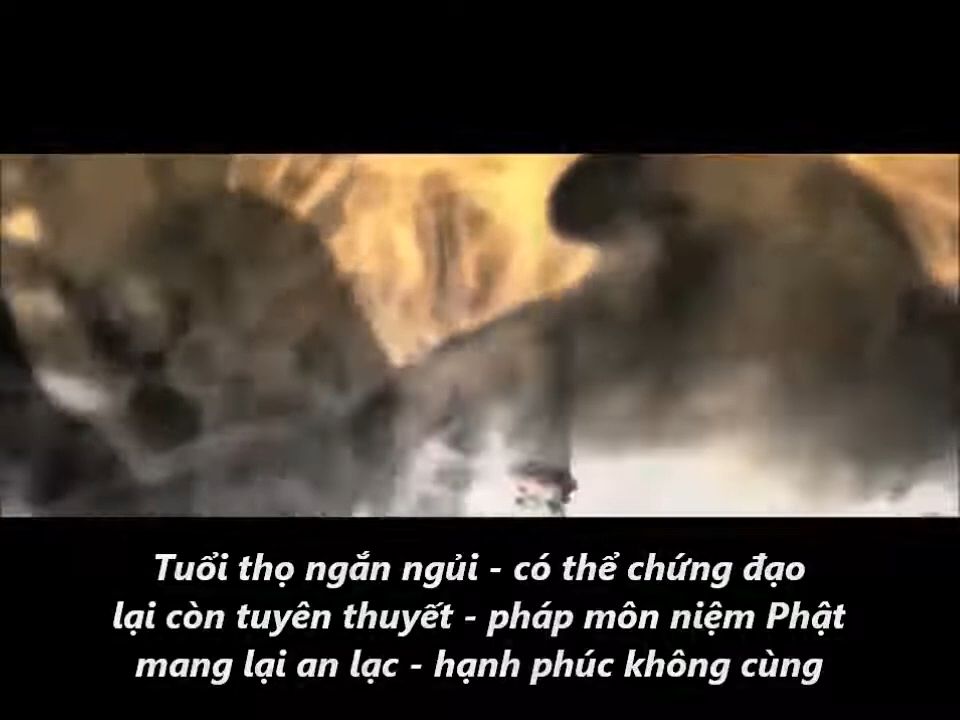 Tuổi thọ ngắn ngủi - có thể chứng đạo
lại còn tuyên thuyết - pháp môn niệm Phật
mang lại an lạc - hạnh phúc không cùng